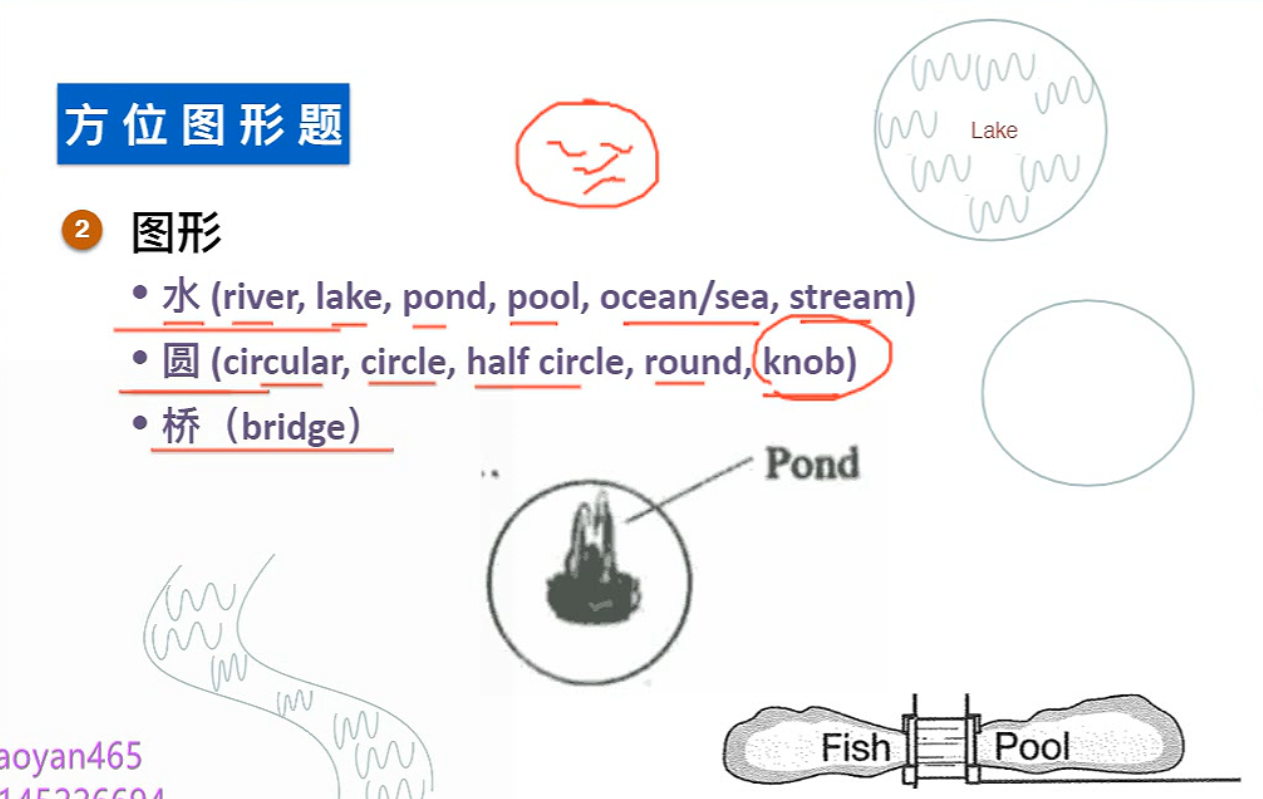 方位图形题
Lake
2 图形
• 水 (river, lake, pond, pool, ocean/sea, stream)
• 圆 (circular, circle, half circle, round, knob)
• 桥（bridge）
Pond
Fish Pool
aoyan465